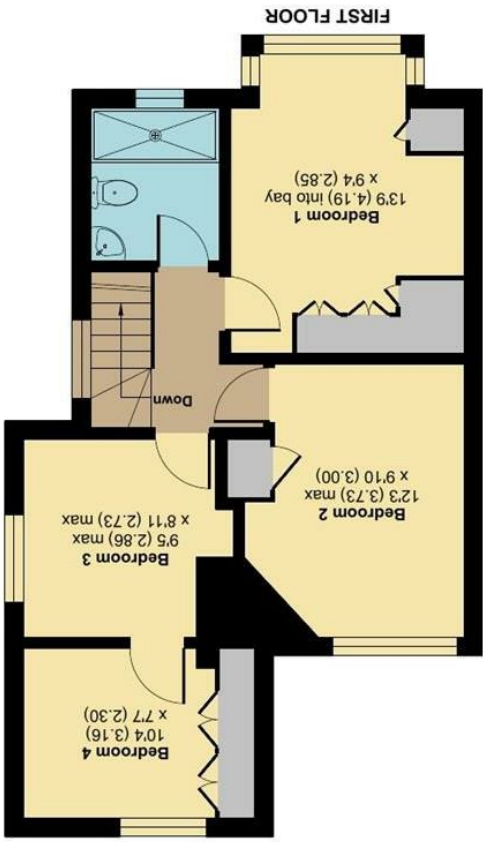 Bedroom 4
10'4 (3.16)
x 7'7 (2.30)
Bedroom 3
9'5 (2.86) max
x 8'11 (2.73) max
Bedroom 2
12'3 (3.73) max
x 9'10 (3.00)
Down
Bedroom 1
13'9 (4.19) into bay
x 9'4 (2.85)
FIRST FLOOR